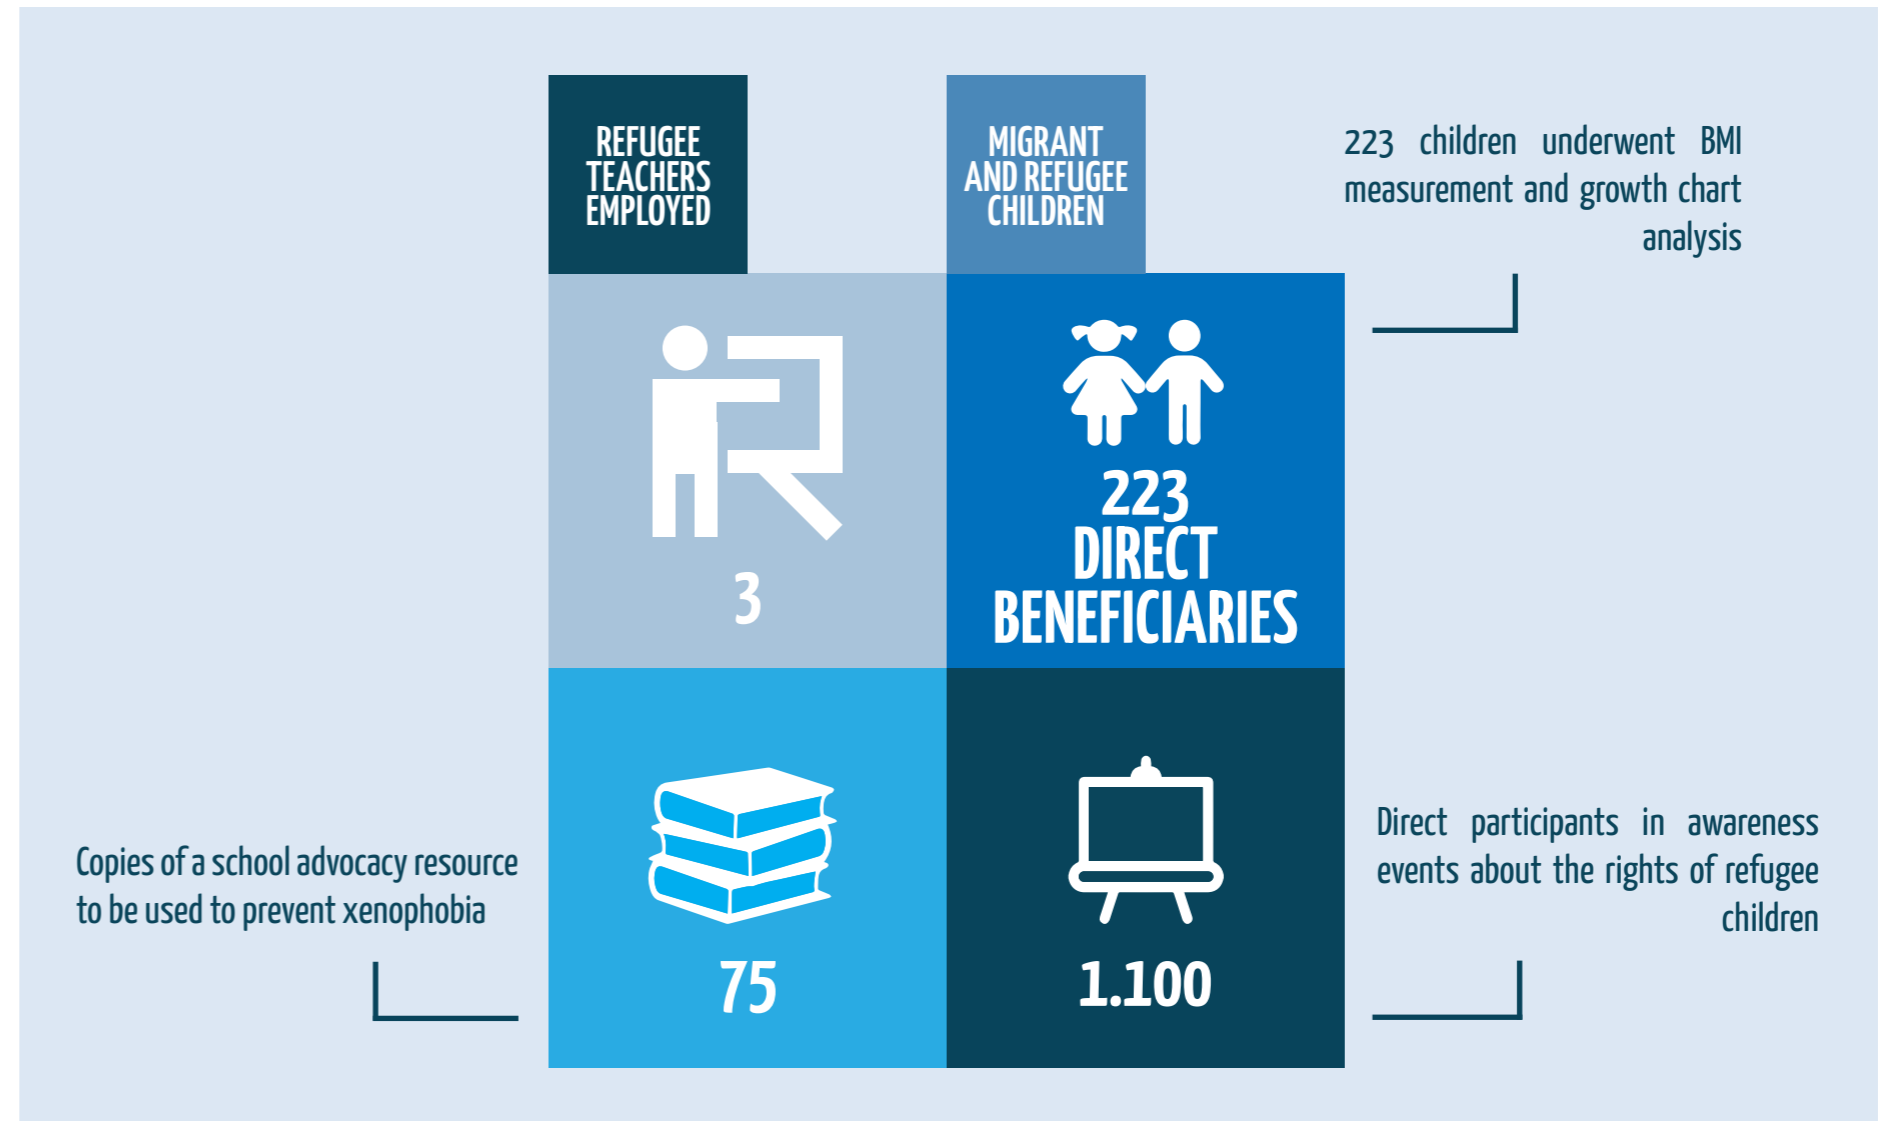 REFUGEE
TEACHERS
EMPLOYED
MIGRANT
AND REFUGEE
CHILDREN
223 children underwent BMI
measurement and growth chart
analysis
3
223
DIRECT
BENEFICIARIES
Copies of a school advocacy resource
to be used to prevent xenophobia
75
1.100
Direct participants in awareness
events about the rights of refugee
children